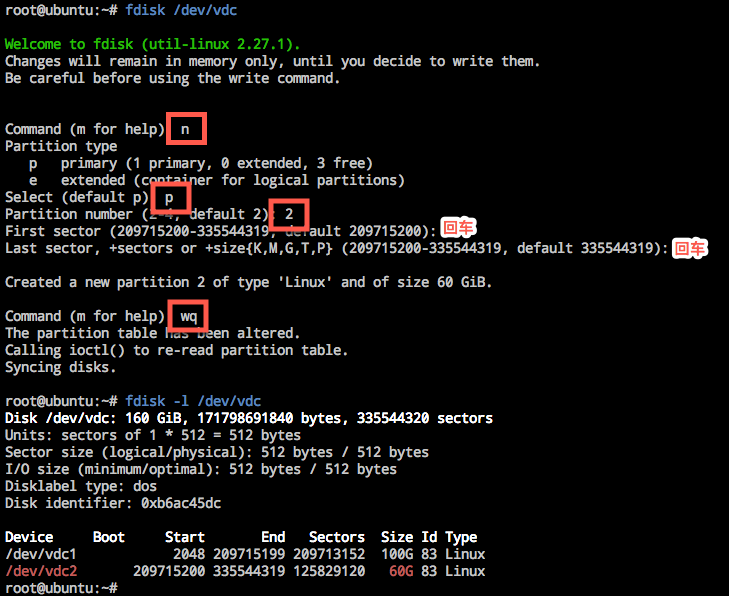 root@ubuntu:~# fdisk /dev/vdc
Welcome to fdisk (util-linux 2.27.1).
Changes will remain in memory only, until you decide to write them.
Be careful before using the write command.
Command (m for help) n
Partition type
p   primary (1 primary, 0 extended, 3 free)
e   extended (container for logical partitions)
Select (default p) p
Partition number (2-4, default 2): 2
First sector (209715200-335544319, default 209715200): 回车
Last sector, +sectors or +size{K,M,G,T,P} (209715200-335544319, default 335544319): 回车
Created a new partition 2 of type 'Linux' and of size 60 GiB.
Command (m for help) wq
The partition table has been altered.
Calling ioctl() to re-read partition table.
Syncing disks.
root@ubuntu:~# fdisk -l /dev/vdc
Disk /dev/vdc: 160 GiB, 171798691840 bytes, 335544320 sectors
Units: sectors of 1 * 512 = 512 bytes
Sector size (logical/physical): 512 bytes / 512 bytes
I/O size (minimum/optimal): 512 bytes / 512 bytes
Disklabel type: dos
Disk identifier: 0xb6ac45dc
Device     Boot     Start       End   Sectors  Size Id Type
/dev/vdc1            2048 209715199 209713152  100G 83 Linux
/dev/vdc2       209715200 335544319 125829120   60G 83 Linux
root@ubuntu:~#